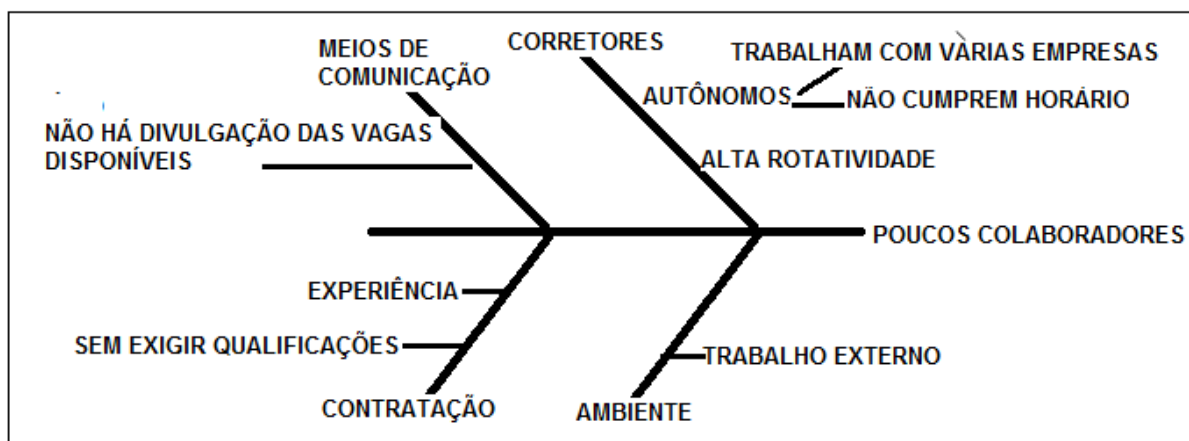 MEIOS DE
COMUNICAÇÃO
CORRETORES
TRABALHAM COM VÀRIAS EMPRESAS
AUTÔNOMOS
NÃO CUMPREM HORÁRIO
NÃO HÁ DIVULGAÇÃO DAS VAGAS
DISPONÍVEIS
ALTA ROTATIVIDADE
POUCOS COLABORADORES
EXPERIÊNCIA
SEM EXIGIR QUALIFICAÇÕES
TRABALHO EXTERNO
CONTRATAÇÃO
AMBIENTE